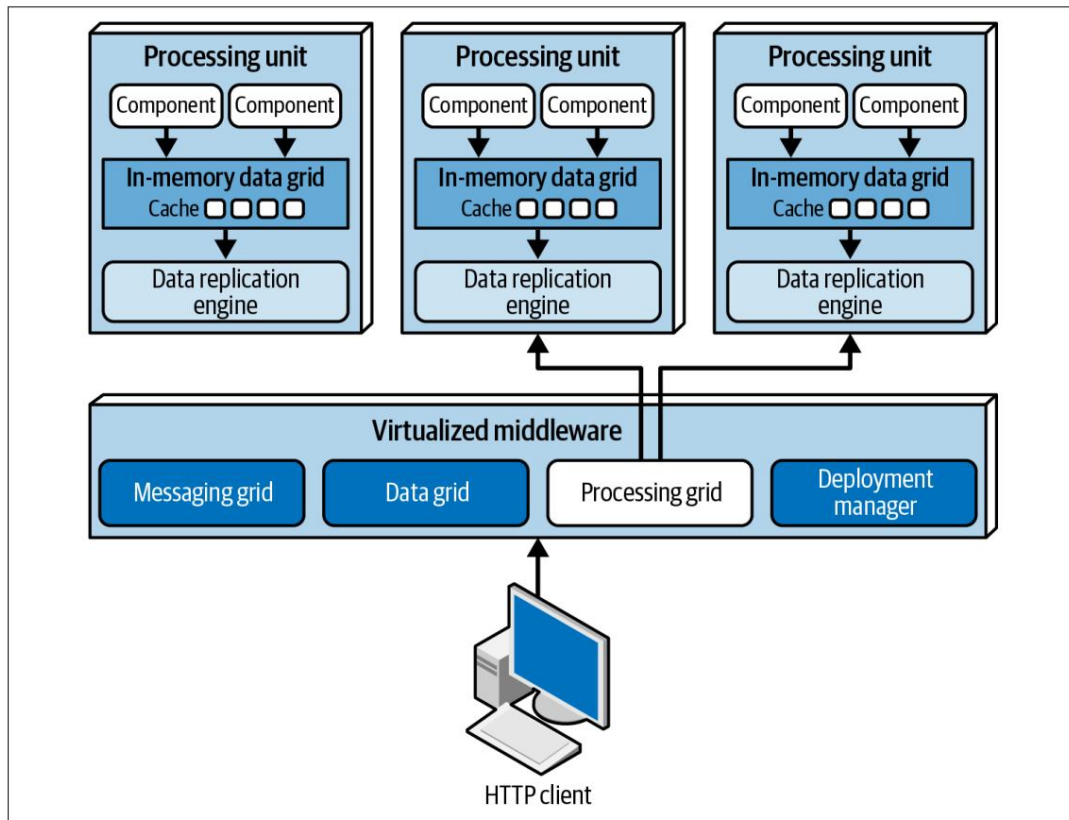 Processing unit
Component
Component
In-memory data grid
Cache
Data replication
engine
Processing unit
Component
Component
In-memory data grid
Cache
Data replication
engine
Processing unit
Component
Component
In-memory data grid
Cache
Data replication
engine
Virtualized middleware
Messaging grid
Data grid
Processing grid
Deployment
manager
HTTP client